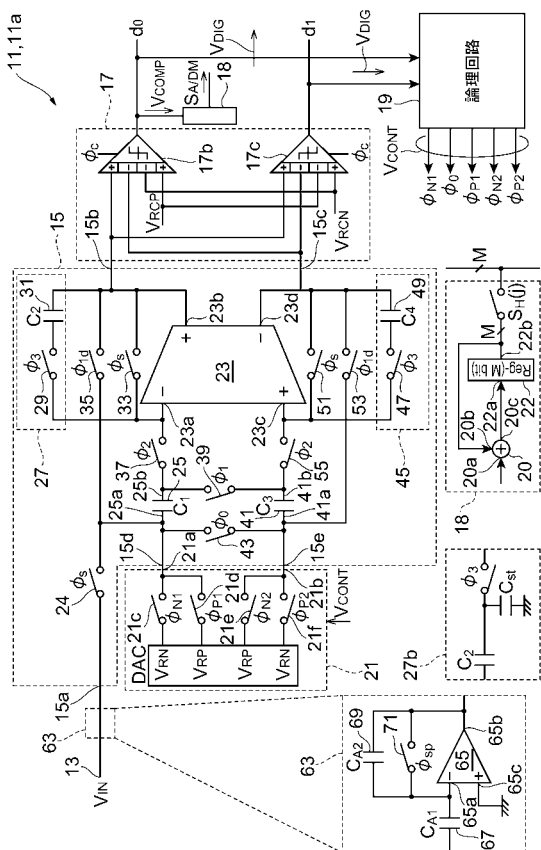 11,11a
d0
d1
VDIG
VDIG
論理回路
19
VCONT
φN1
φ0
φP1
φN2
φP2
VCOMP
SA/DM
18
17
φc
17b
17c
φc
VRCP
VRCN
15
15b
15c
31
C2
φ3
29
27
φ1d
35
φs
33
23b
23d
+
−
23
−
+
23a
23c
φs
51
φ1d
53
49
C4
φ3
47
45
φ2
37
25b
25
C1
25a
φ1
39
φ2
55
41b
C3
41
41a
φ0
43
φs
24
15d
21a
15e
21b
15a
63
13
VIN
DAC
VRN
VRP
VRP
VRN
21c
φN1
21d
φP1
21e
φN2
21f
φP2
VCONT
21
M
SH(j)
M
22b
Reg-(M bit)
22
22a
20b
20c
20a
20
18
φ3
Cst
C2
27b
63
CA2
69
71
φsp
65
65b
65a
65c
−
+
CA1
67